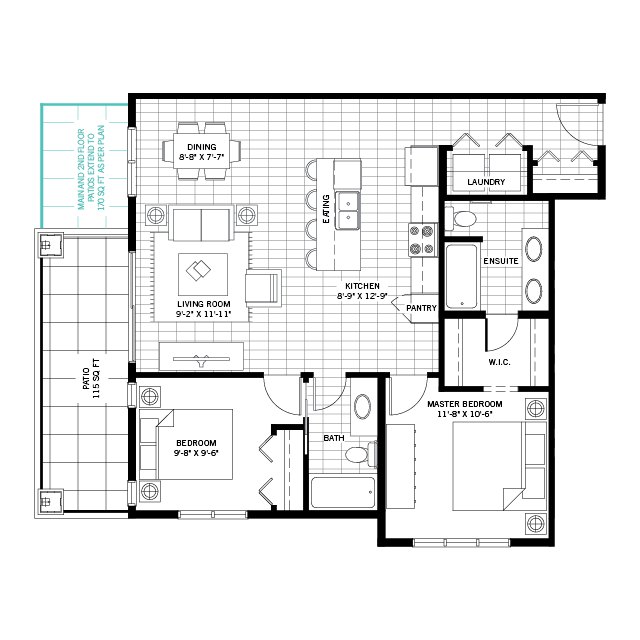 DINING
8'-8" X 7'-7"
MAIN AND 2ND FLOOR
PATIOS EXTEND TO
170 SQ FT AS PER PLAN
LAUNDRY
EATING
ENSUITE
LIVING ROOM
9'-2" X 11'-11"
KITCHEN
8'-9" X 12'-9"
PANTRY
PATIO
115 SQ FT
W.I.C.
BEDROOM
9'-8" X 9'-6"
BATH
MASTER BEDROOM
11'-8" X 10'-6"